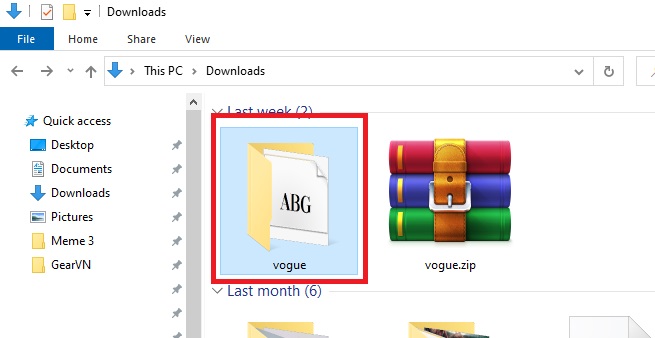 Downloads
File
Home
Share
View
This PC > Downloads
Quick access
Desktop
Documents
Downloads
Pictures
Meme 3
GearVN
Last week (2)
ABG
vogue
vogue.zip
Last month (6)